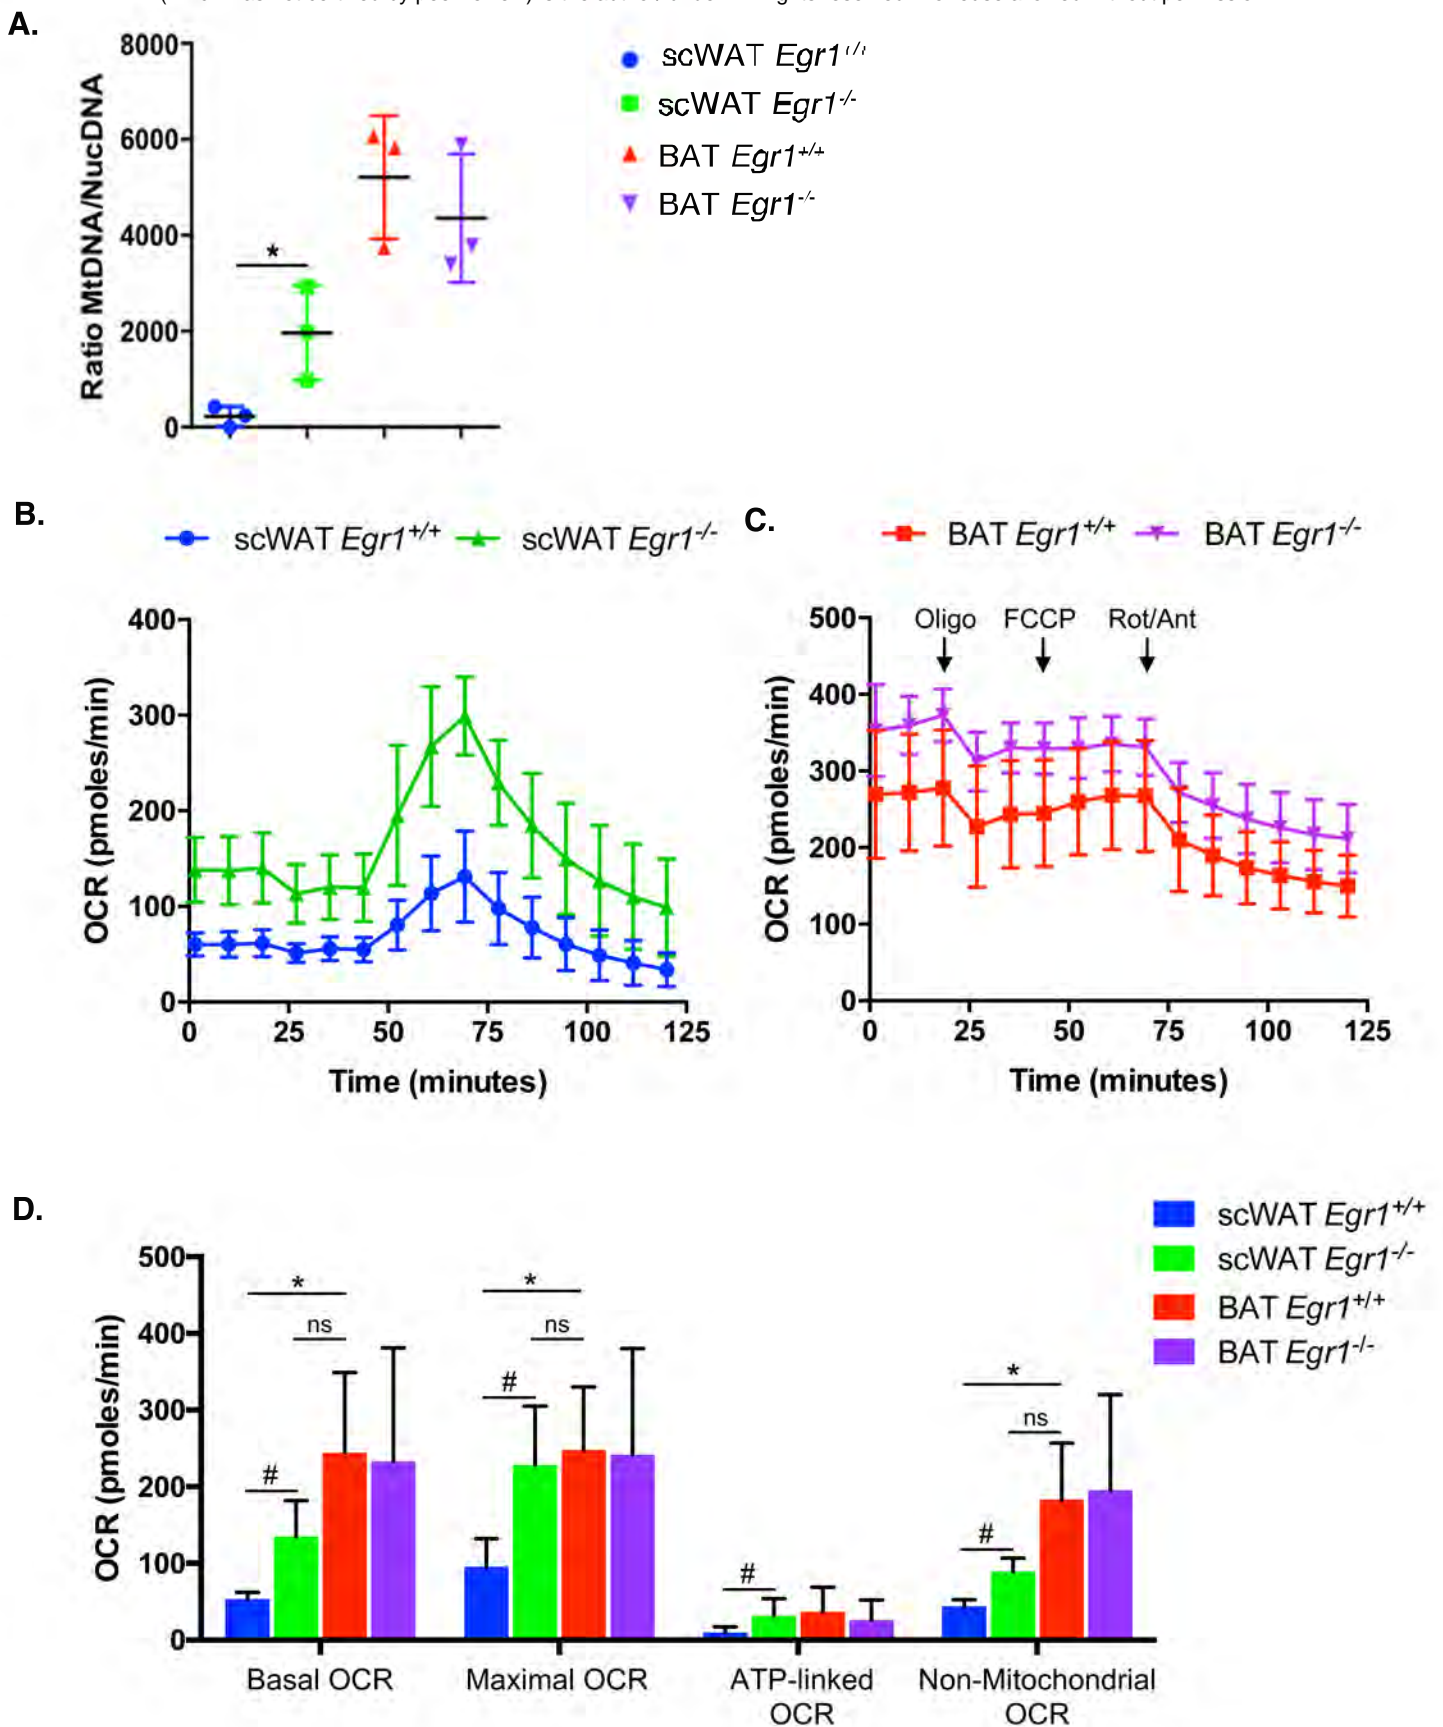 A.
8000
6000
4000
2000
0
Ratio MtDNA/NucDNA
*
scWAT Egr1+/+
scWAT Egr1-/-
BAT Egr1+/+
BAT Egr1-/-
B.
scWAT Egr1+/+ scWAT Egr1-/-
400
300
200
100
0
OCR (pmoles/min)
0 25 50 75 100 125
Time (minutes)
C.
BAT Egr1+/+ BAT Egr1-/-
Oligo FCCP Rot/Ant
500
400
300
200
100
0
OCR (pmoles/min)
0 25 50 75 100 125
Time (minutes)
D.
scWAT Egr1+/+
scWAT Egr1-/-
BAT Egr1+/+
BAT Egr1-/-
500
400
300
200
100
0
OCR (pmoles/min)
* ns #
* ns #
#
* ns #
Basal OCR
Maximal OCR
ATP-linked
OCR
Non-Mitochondrial
OCR